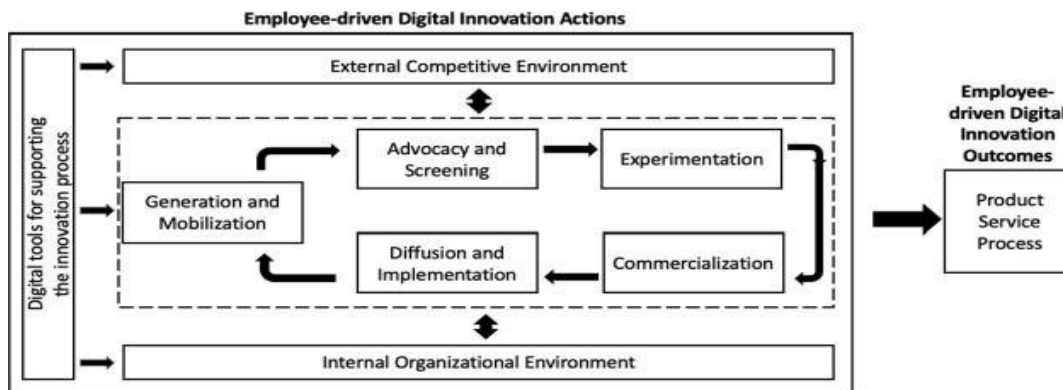 Employee-driven Digital Innovation Actions
Digital tools for supporting
the innovation process
External Competitive Environment
Generation and
Mobilization
Advocacy and
Screening
Experimentation
Commercialization
Diffusion and
Implementation
Internal Organizational Environment
Employee-
driven Digital
Innovation
Outcomes
Product
Service
Process